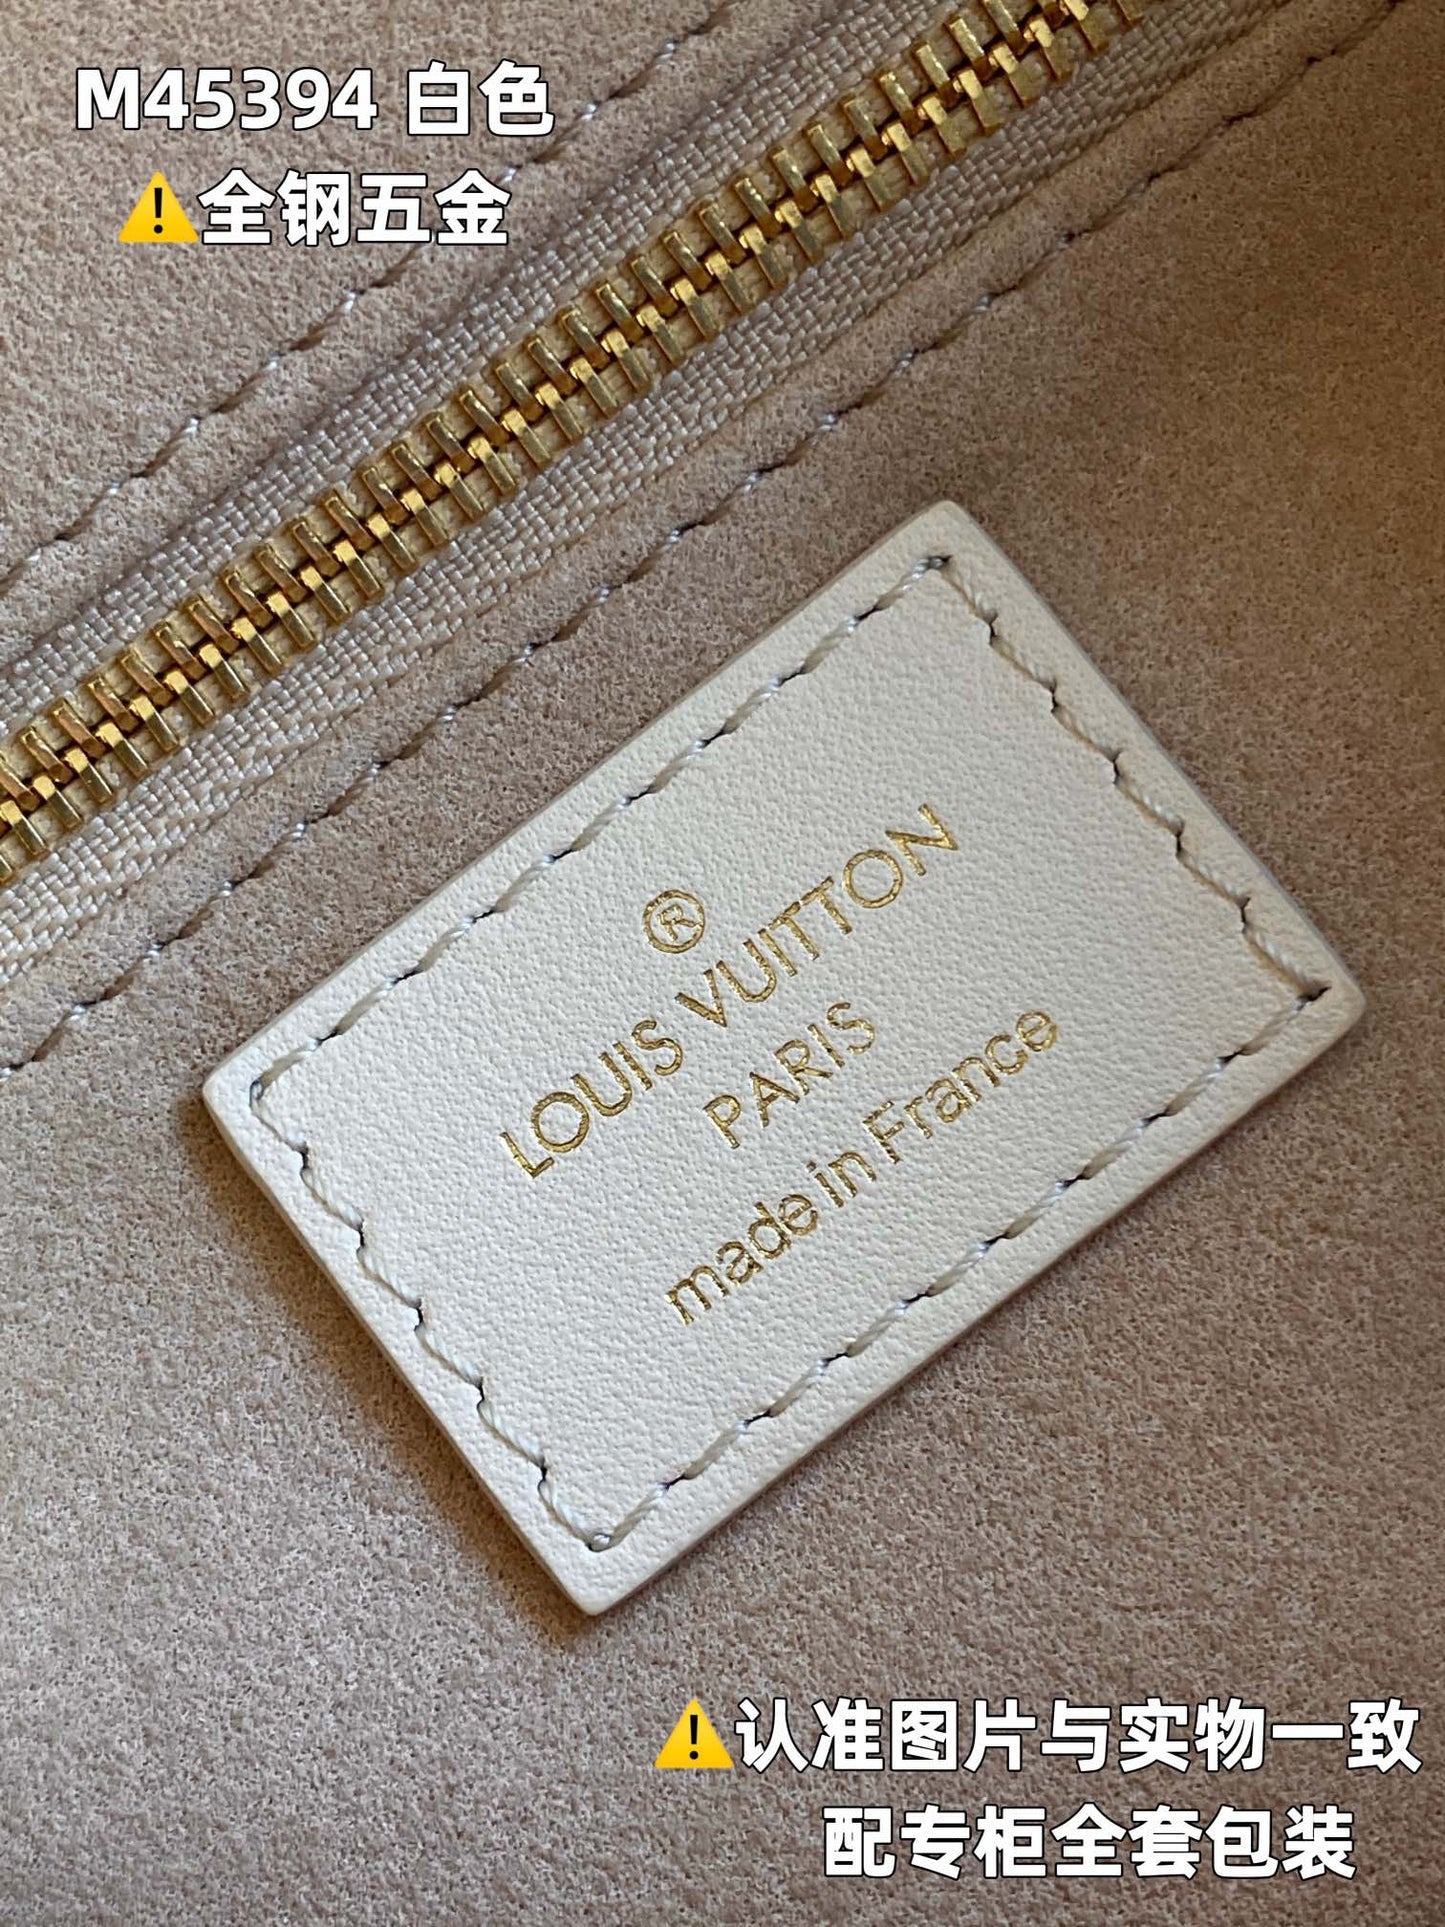 M45394 白色
⚠️全钢五金
®
LOUIS VUITTON
PARIS
made in France
⚠️认准图片与实物一致
配专柜全套包装